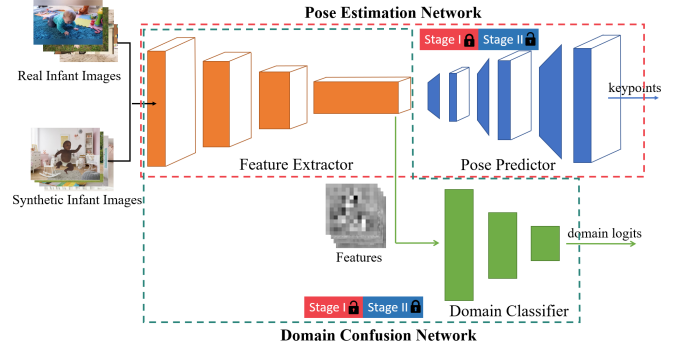 Pose Estimation Network
Stage I Stage II
Real Infant Images
keypoints
Feature Extractor
Pose Predictor
Synthetic Infant Images
domain logits
Features
Stage I Stage II
Domain Classifier
Domain Confusion Network